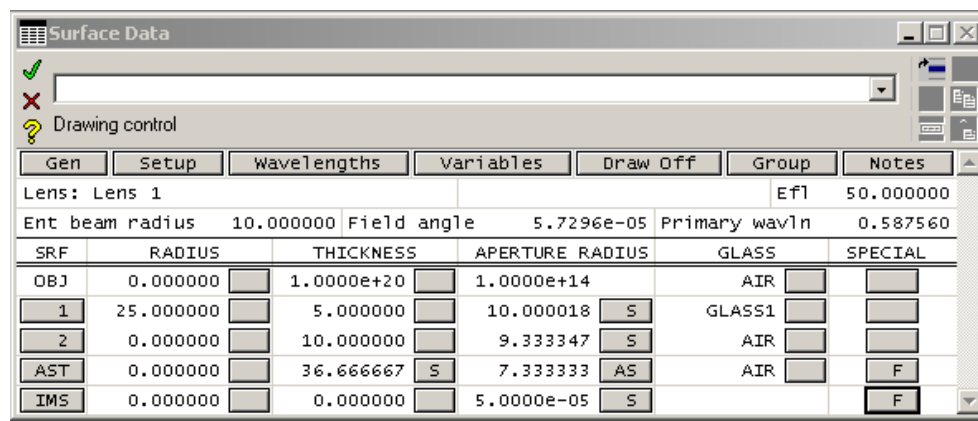 Surface Data
Drawing control
Gen Setup Wavelengths Variables Draw Off Group Notes
Lens: Lens 1 Efl 50.000000
Ent beam radius 10.000000 Field angle 5.7296e-05 Primary wavln 0.587560
SRF RADIUS THICKNESS APERTURE RADIUS GLASS SPECIAL
OBJ 0.000000 1.0000e+20 1.0000e+14 AIR
1 25.000000 5.000000 10.000018 S GLASS1
2 0.000000 10.000000 9.333347 S AIR
AST 0.000000 36.666667 S 7.333333 AS AIR F
IMS 0.000000 0.000000 5.0000e-05 S F